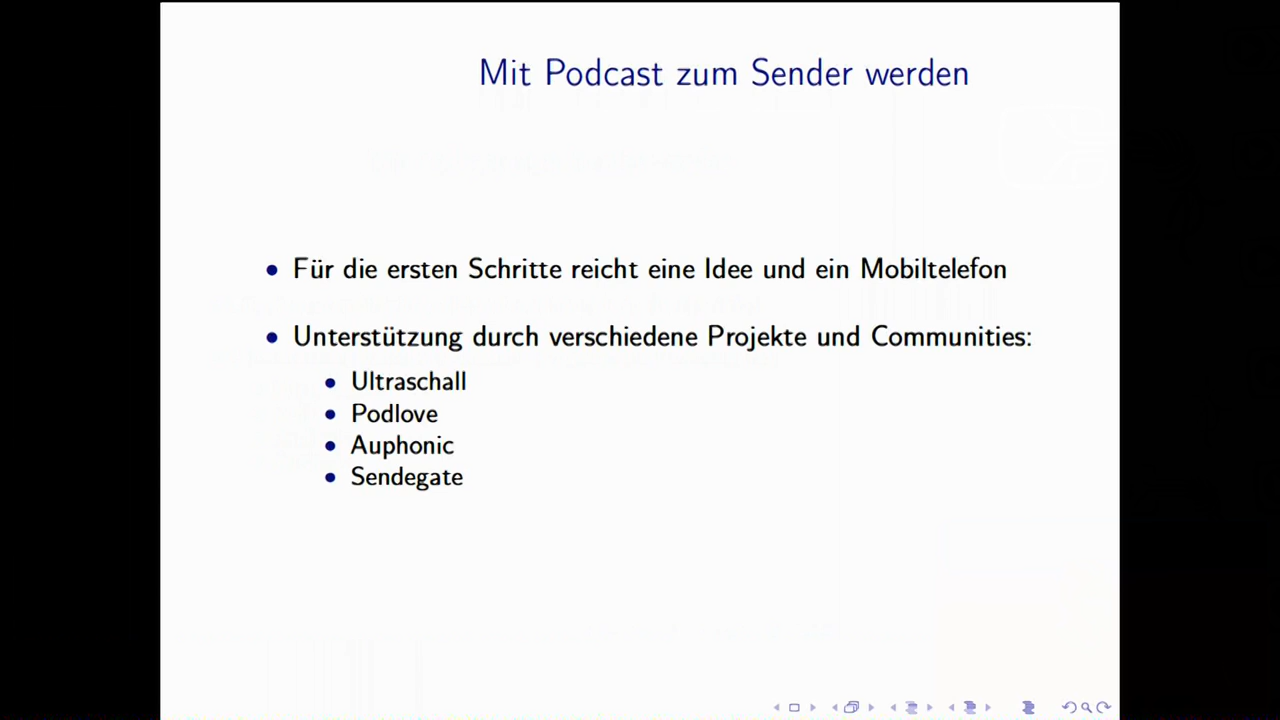 Mit Podcast zum Sender werden
• Für die ersten Schritte reicht eine Idee und ein Mobiltelefon
• Unterstützung durch verschiedene Projekte und Communities:
• Ultraschall
• Podlove
• Auphonic
• Sendegate